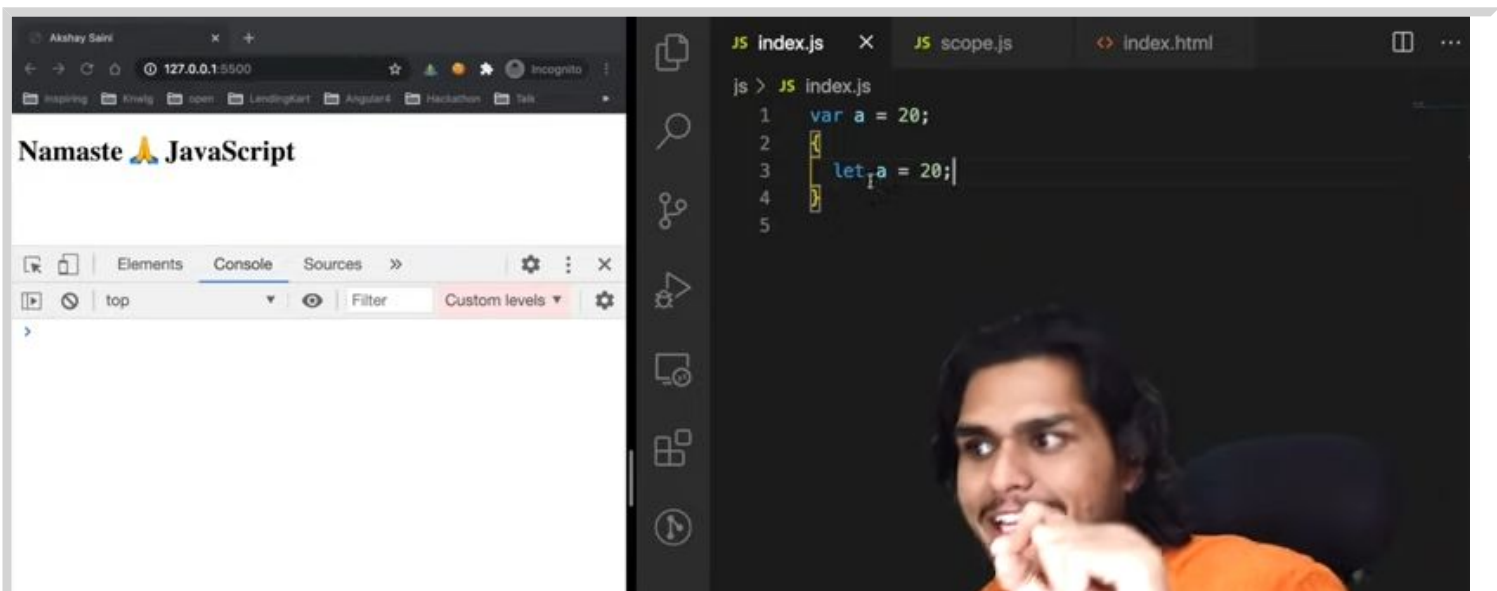 Akshay Saini
127.0.0.1:5500
Incognito
Inspiring Knwlg open LendingKart Angular4 Hackathon Talk
Namaste 🙏 JavaScript
Elements Console Sources »
top Filter Custom levels
JS index.js JS scope.js <> index.html
js > JS index.js
1 var a = 20;
2 {
3 let a = 20;
4 }
5